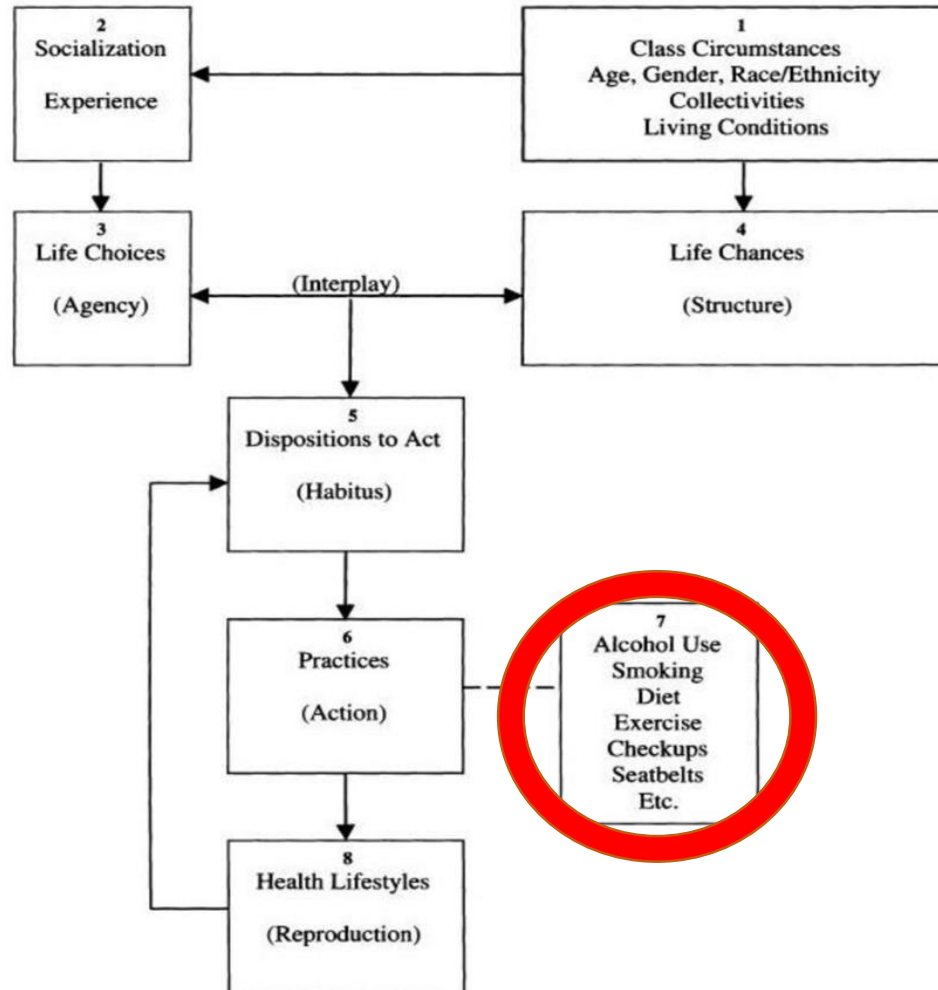 1
Class Circumstances
Age, Gender, Race/Ethnicity
Collectivities
Living Conditions
2
Socialization
Experience
3
Life Choices
(Agency)
(Interplay)
4
Life Chances
(Structure)
5
Dispositions to Act
(Habitus)
6
Practices
(Action)
7
Alcohol Use
Smoking
Diet
Exercise
Checkups
Seatbelts
Etc.
8
Health Lifestyles
(Reproduction)